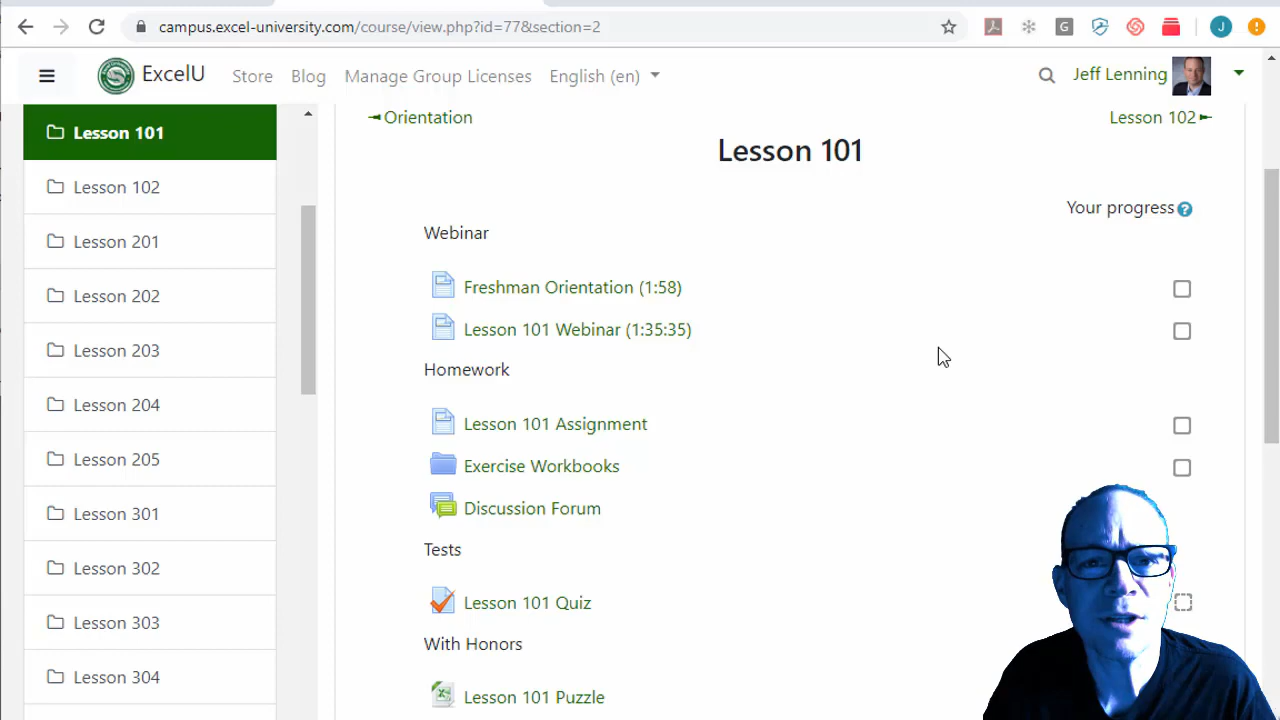 campus.excel-university.com/course/view.php?id=77&section=2
G
J
ExcelU Store Blog Manage Group Licenses English (en) Jeff Lenning
Lesson 101
Lesson 102
Lesson 201
Lesson 202
Lesson 203
Lesson 204
Lesson 205
Lesson 301
Lesson 302
Lesson 303
Lesson 304
Orientation
Lesson 102
Lesson 101
Your progress
Webinar
Freshman Orientation (1:58)
Lesson 101 Webinar (1:35:35)
Homework
Lesson 101 Assignment
Exercise Workbooks
Discussion Forum
Tests
Lesson 101 Quiz
With Honors
Lesson 101 Puzzle